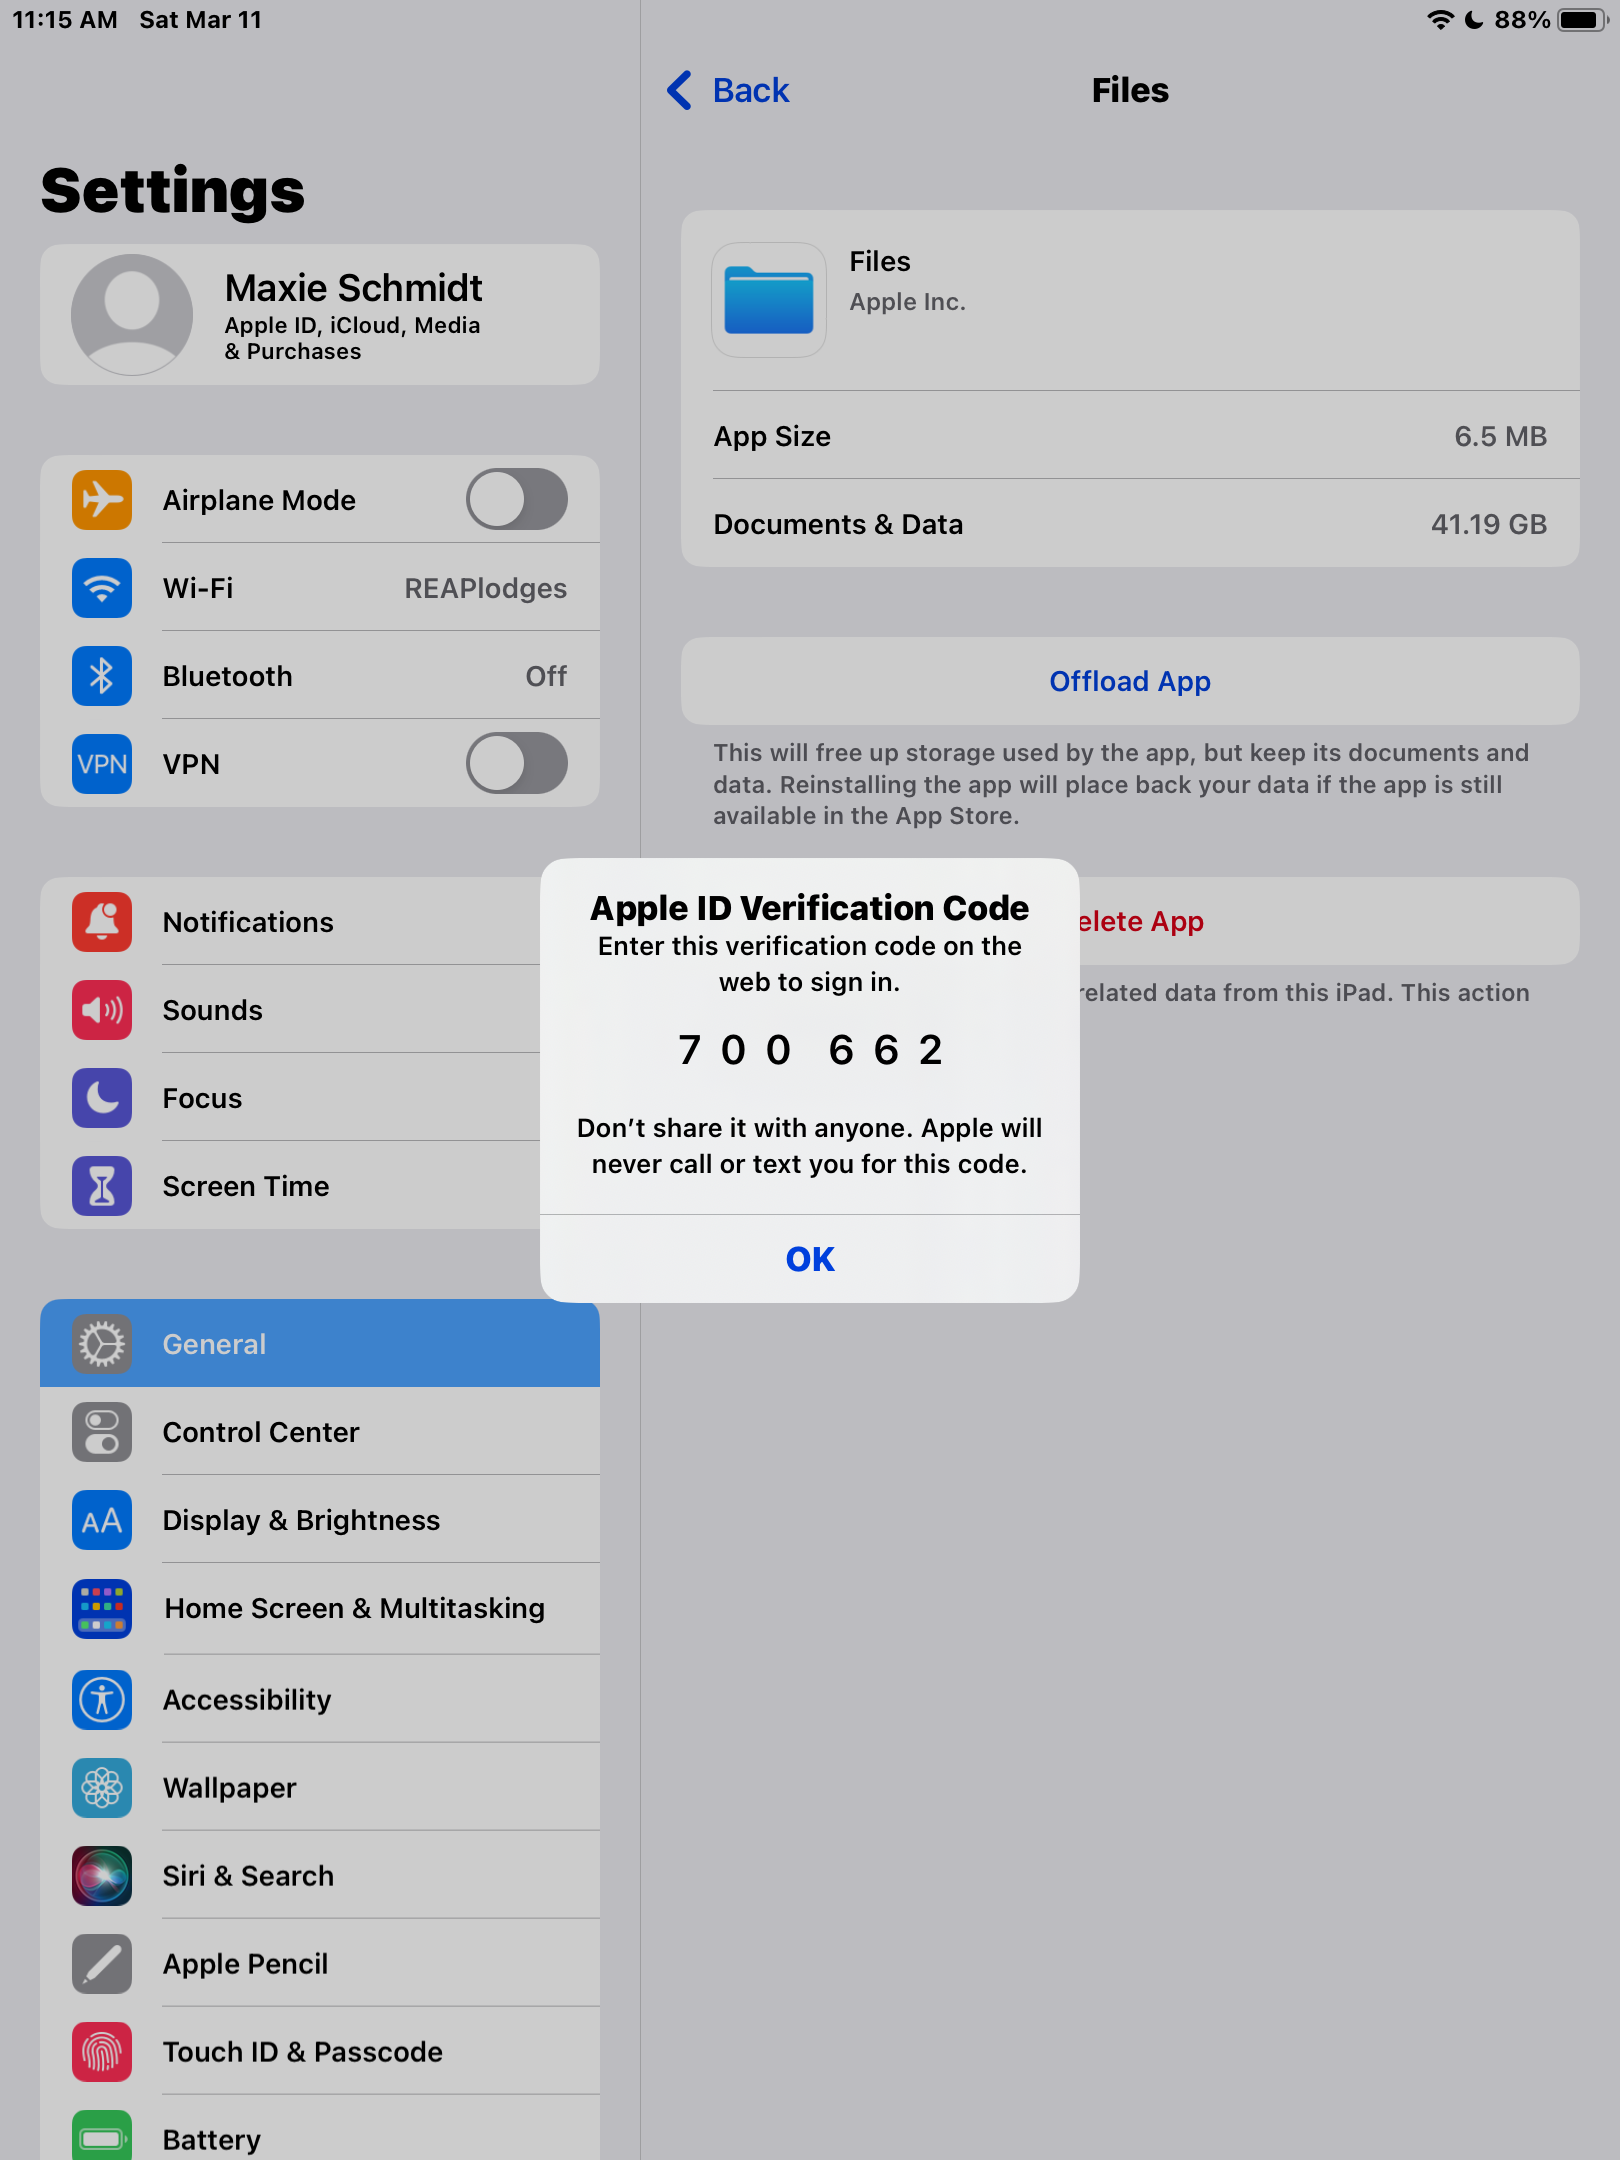 11:15 AM Sat Mar 11
88%
Settings
Maxie Schmidt
Apple ID, iCloud, Media
& Purchases
Airplane Mode
Wi-Fi REAPlodges
Bluetooth Off
VPN VPN
Notifications
Sounds
Focus
Screen Time
General
Control Center
AA Display & Brightness
Home Screen & Multitasking
Accessibility
Wallpaper
Siri & Search
Apple Pencil
Touch ID & Passcode
Battery
Back Files
Files
Apple Inc.
App Size 6.5 MB
Documents & Data 41.19 GB
Offload App
This will free up storage used by the app, but keep its documents and
data. Reinstalling the app will place back your data if the app is still
available in the App Store.
elete App
related data from this iPad. This action
Apple ID Verification Code
Enter this verification code on the
web to sign in.
700 662
Don’t share it with anyone. Apple will
never call or text you for this code.
OK